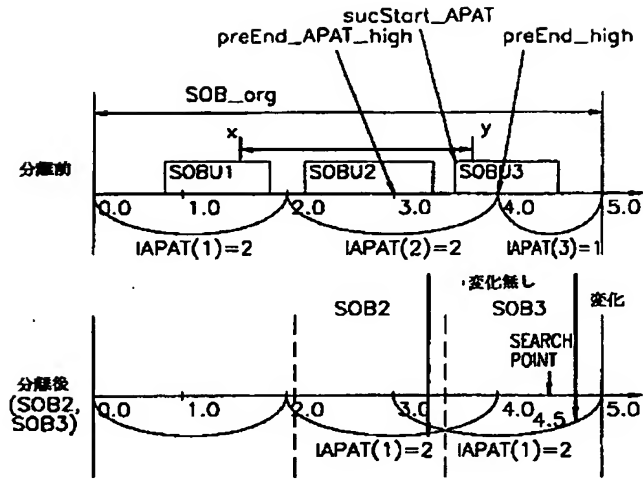 sucStart_APAT
preEnd_APAT_high
preEnd_high
SOB_org
x
y
分離前
SOBU1
SOBU2
SOBU3
0.0
1.0
2.0
3.0
4.0
5.0
IAPAT(1)=2
IAPAT(2)=2
IAPAT(3)=1
変化無し
変化
SOB2
SOB3
SEARCH
POINT
分離後
(SOB2,
SOB3)
0.0
1.0
2.0
3.0
4.0
4.5
5.0
IAPAT(1)=2
IAPAT(1)=2